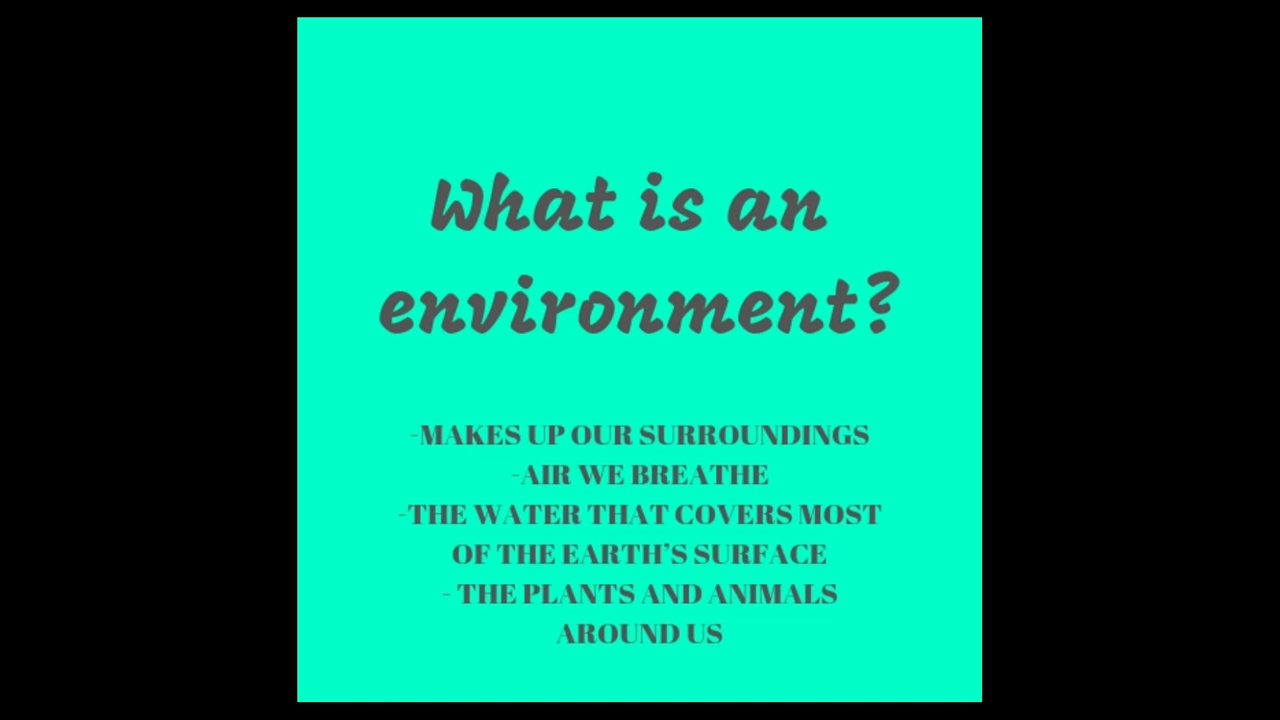 What is an
environment?
-MAKES UP OUR SURROUNDINGS
-AIR WE BREATHE
-THE WATER THAT COVERS MOST
OF THE EARTH’S SURFACE
- THE PLANTS AND ANIMALS
AROUND US